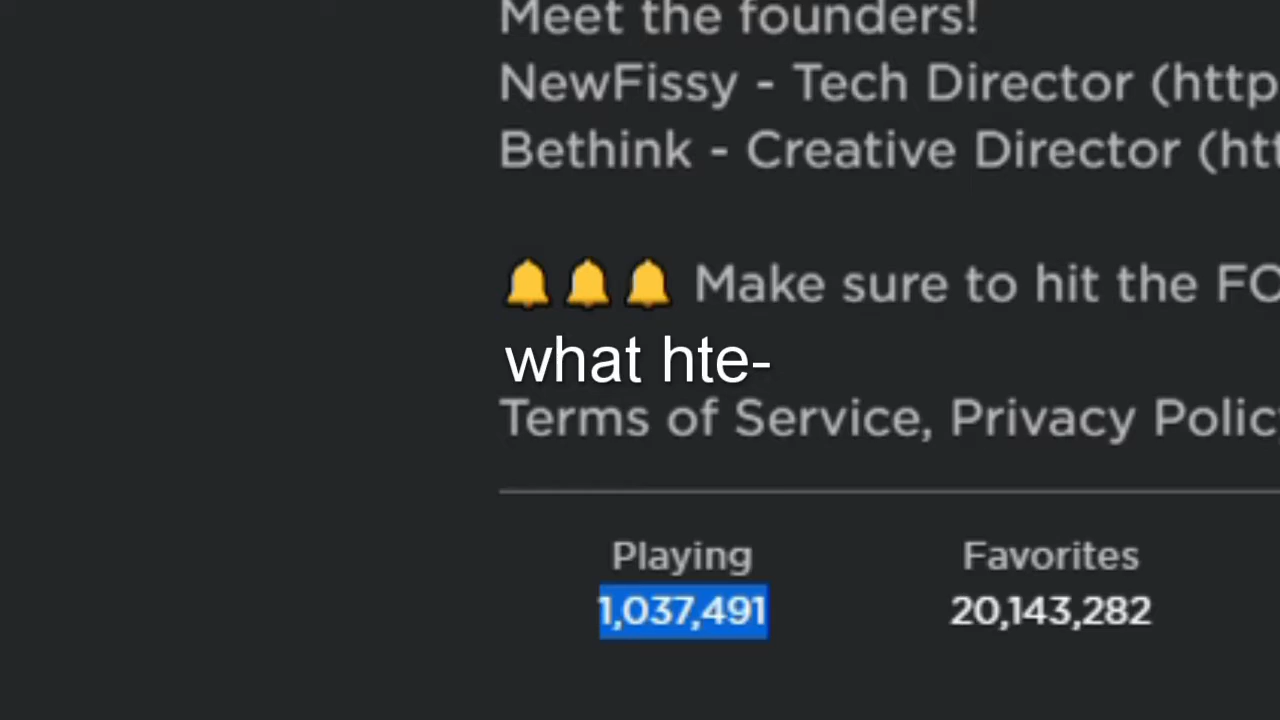 Meet the founders!
NewFissy - Tech Director (http
Bethink - Creative Director (htt
🔔🔔🔔 Make sure to hit the FO
what hte-
Terms of Service, Privacy Polic
Playing Favorites
1,037,491 20,143,282